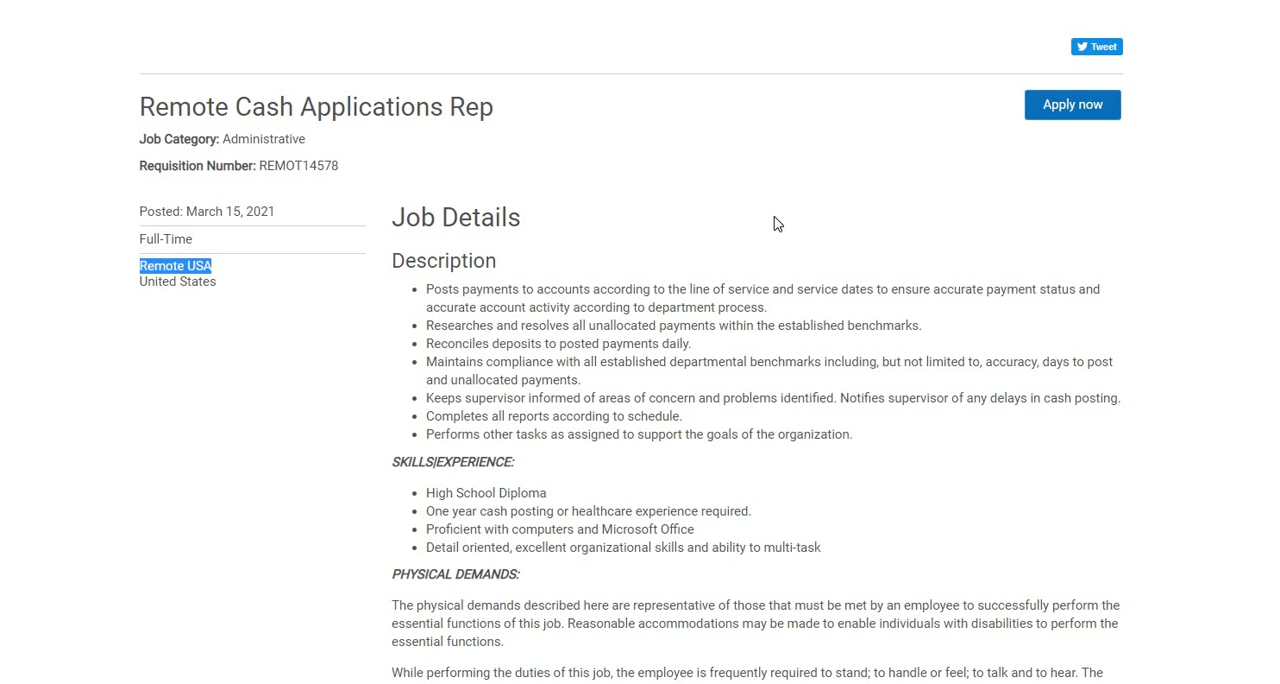 Tweet
Remote Cash Applications Rep
Apply now
Job Category: Administrative
Requisition Number: REMOT14578
Posted: March 15, 2021
Full-Time
Remote USA
United States
Job Details
Description
• Posts payments to accounts according to the line of service and service dates to ensure accurate payment status and
accurate account activity according to department process.
• Researches and resolves all unallocated payments within the established benchmarks.
• Reconciles deposits to posted payments daily.
• Maintains compliance with all established departmental benchmarks including, but not limited to, accuracy, days to post
and unallocated payments.
• Keeps supervisor informed of areas of concern and problems identified. Notifies supervisor of any delays in cash posting.
• Completes all reports according to schedule.
• Performs other tasks as assigned to support the goals of the organization.
SKILLS|EXPERIENCE:
• High School Diploma
• One year cash posting or healthcare experience required.
• Proficient with computers and Microsoft Office
• Detail oriented, excellent organizational skills and ability to multi-task
PHYSICAL DEMANDS:
The physical demands described here are representative of those that must be met by an employee to successfully perform the
essential functions of this job. Reasonable accommodations may be made to enable individuals with disabilities to perform the
essential functions.
While performing the duties of this job, the employee is frequently required to stand; to handle or feel; to talk and to hear. The